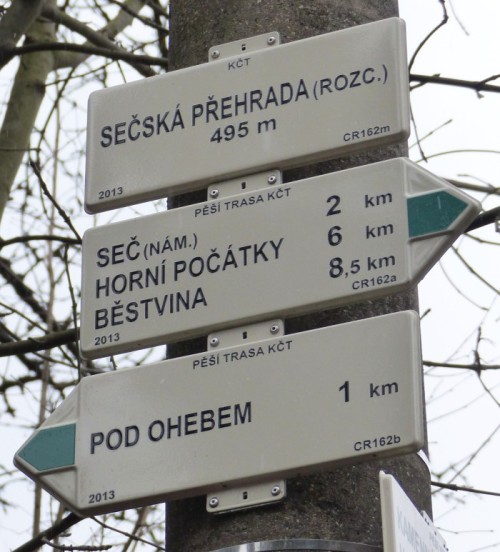 KČT
SEČSKÁ PŘEHRADA (ROZC.)
495 m
2013 CR162m
PĚŠÍ TRASA KČT
SEČ (NÁM.) 2 km
HORNÍ POČÁTKY 6 km
BĚSTVINA 8,5 km
2013 CR162a
PĚŠÍ TRASA KČT
POD OHEBEM 1 km
2013 CR162b